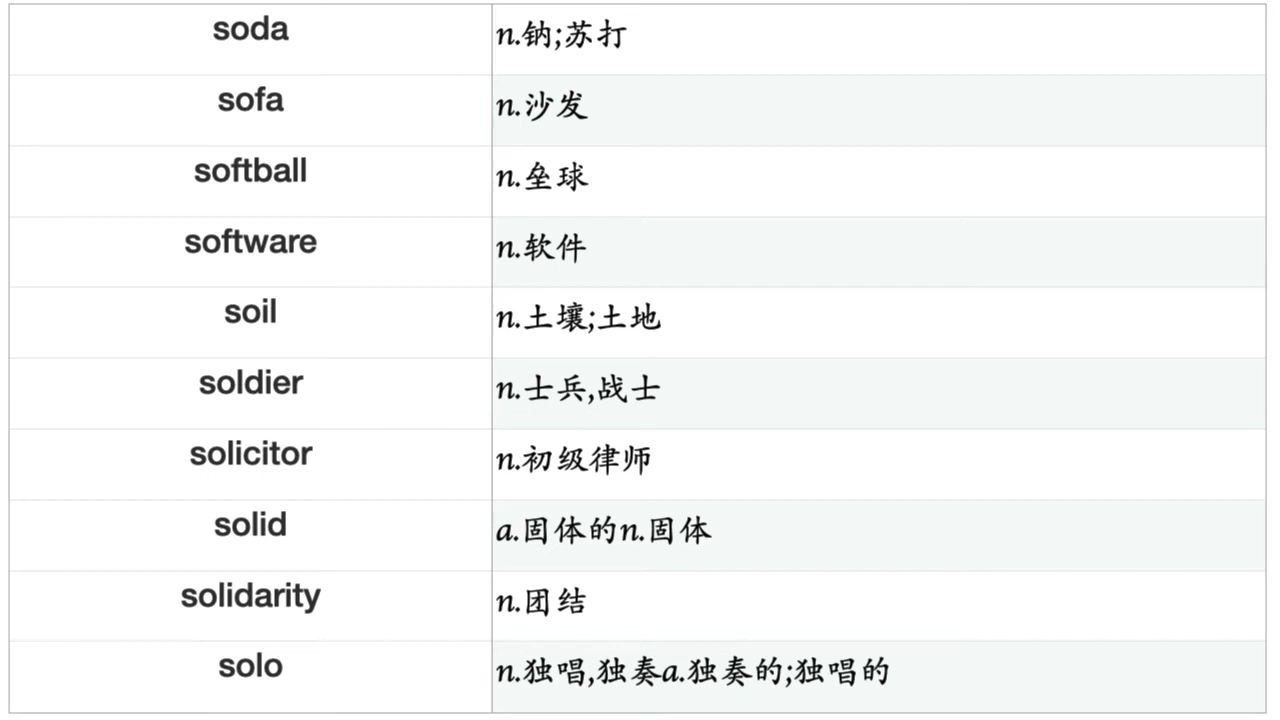 soda n.钠;苏打
sofa n.沙发
softball n.垒球
software n.软件
soil n.土壤;土地
soldier n.士兵,战士
solicitor n.初级律师
solid a.固体的n.固体
solidarity n.团结
solo n.独唱,独奏a.独奏的;独唱的